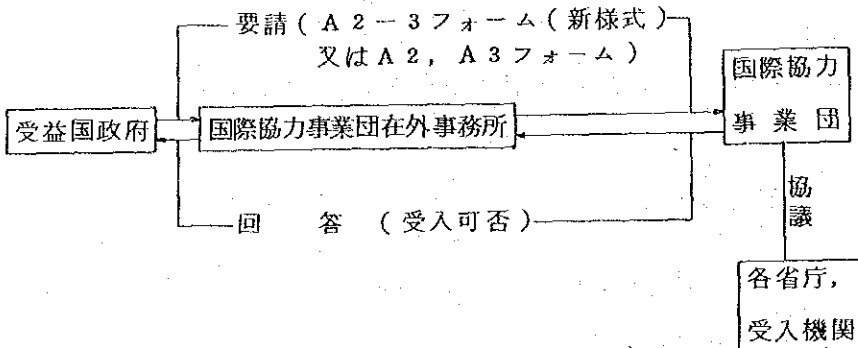 要請(A2-3フォーム(新様式)
又はA2,A3フォーム)
受益国政府
国際協力事業団在外事務所
国際協力
事業団
回 答 (受入可否)
協
議
各省庁,
受入機関